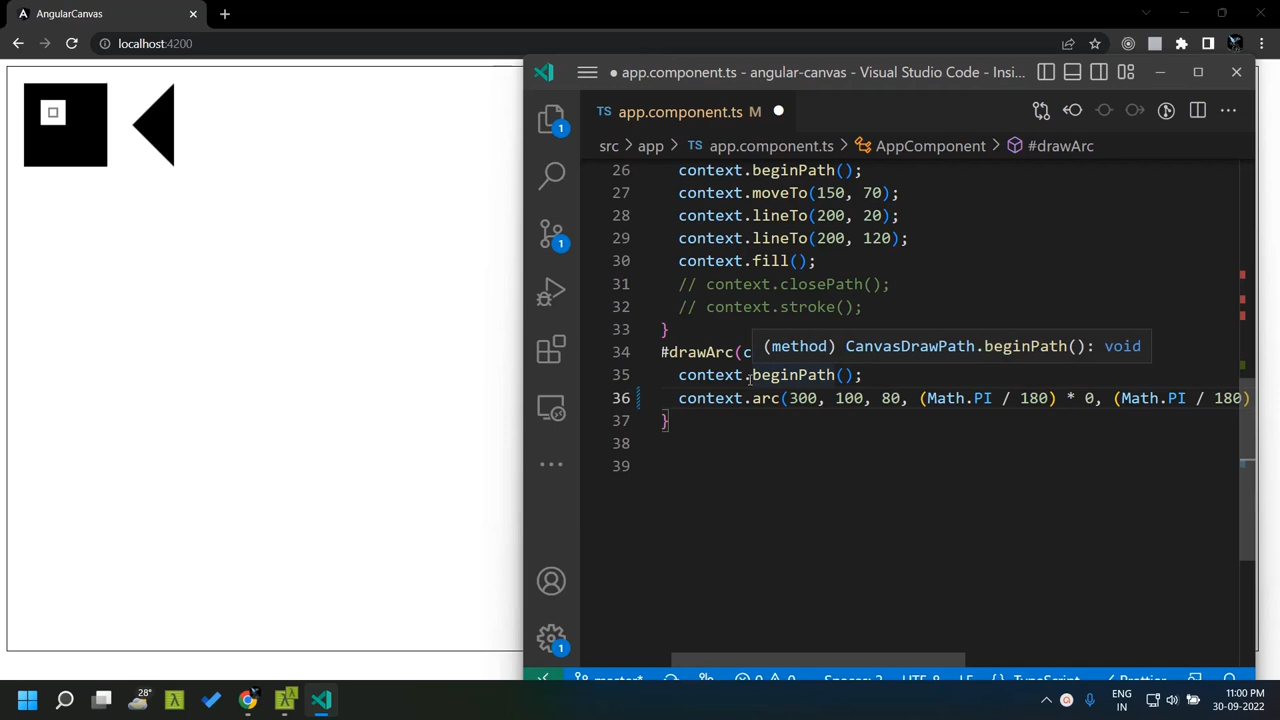 AngularCanvas
localhost:4200
app.component.ts - angular-canvas - Visual Studio Code - Insi...
TS app.component.ts M
src > app > TS app.component.ts > AppComponent > #drawArc
26 context.beginPath();
27 context.moveTo(150, 70);
28 context.lineTo(200, 20);
29 context.lineTo(200, 120);
30 context.fill();
31 // context.closePath();
32 // context.stroke();
33 }
(method) CanvasDrawPath.beginPath(): void
34 #drawArc(c
35 context.beginPath();
36 context.arc(300, 100, 80, (Math.PI / 180) * 0, (Math.PI / 180)
37 }
38
39
1
1
1
master*
28°
ENG
IN
11:00 PM
30-09-2022